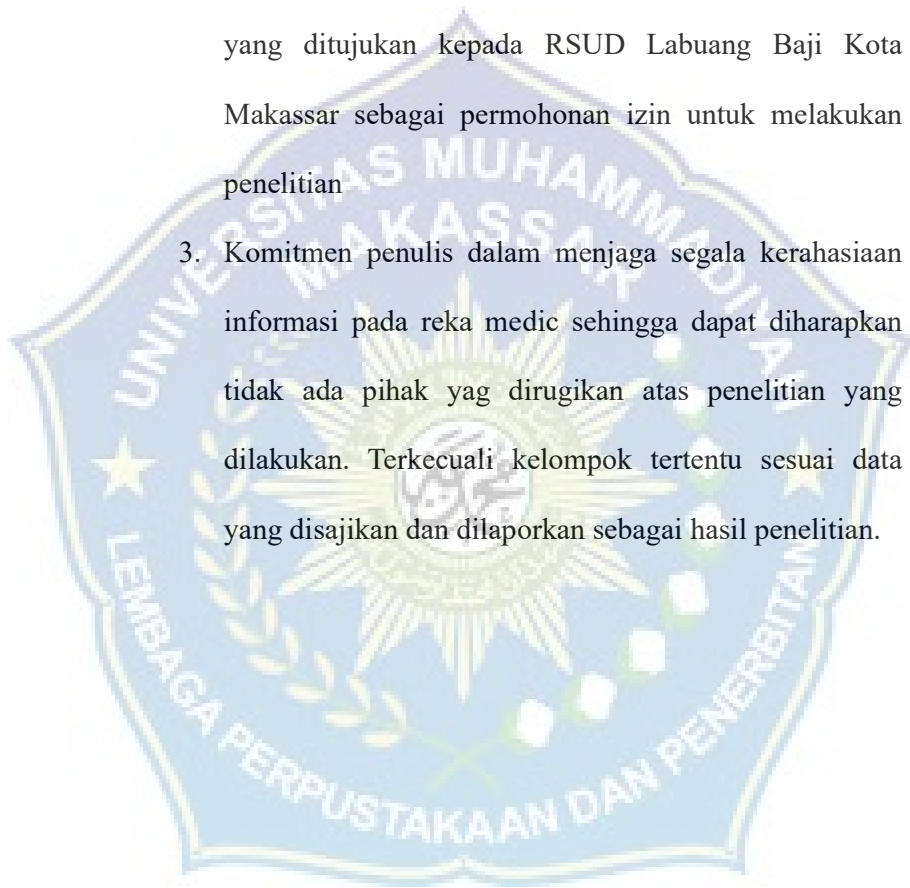 yang ditujukan kepada RSUD Labuang Baji Kota
Makassar sebagai permohonan izin untuk melakukan
penelitian
3. Komitmen penulis dalam menjaga segala kerahasiaan
informasi pada reka medic sehingga dapat diharapkan
tidak ada pihak yag dirugikan atas penelitian yang
dilakukan. Terkecuali kelompok tertentu sesuai data
yang disajikan dan dilaporkan sebagai hasil penelitian.
UNIVERSITAS MUHAMMADIYAH
MAKASSAR
LEMBAGA PERPUSTAKAAN DAN PENERBITAN